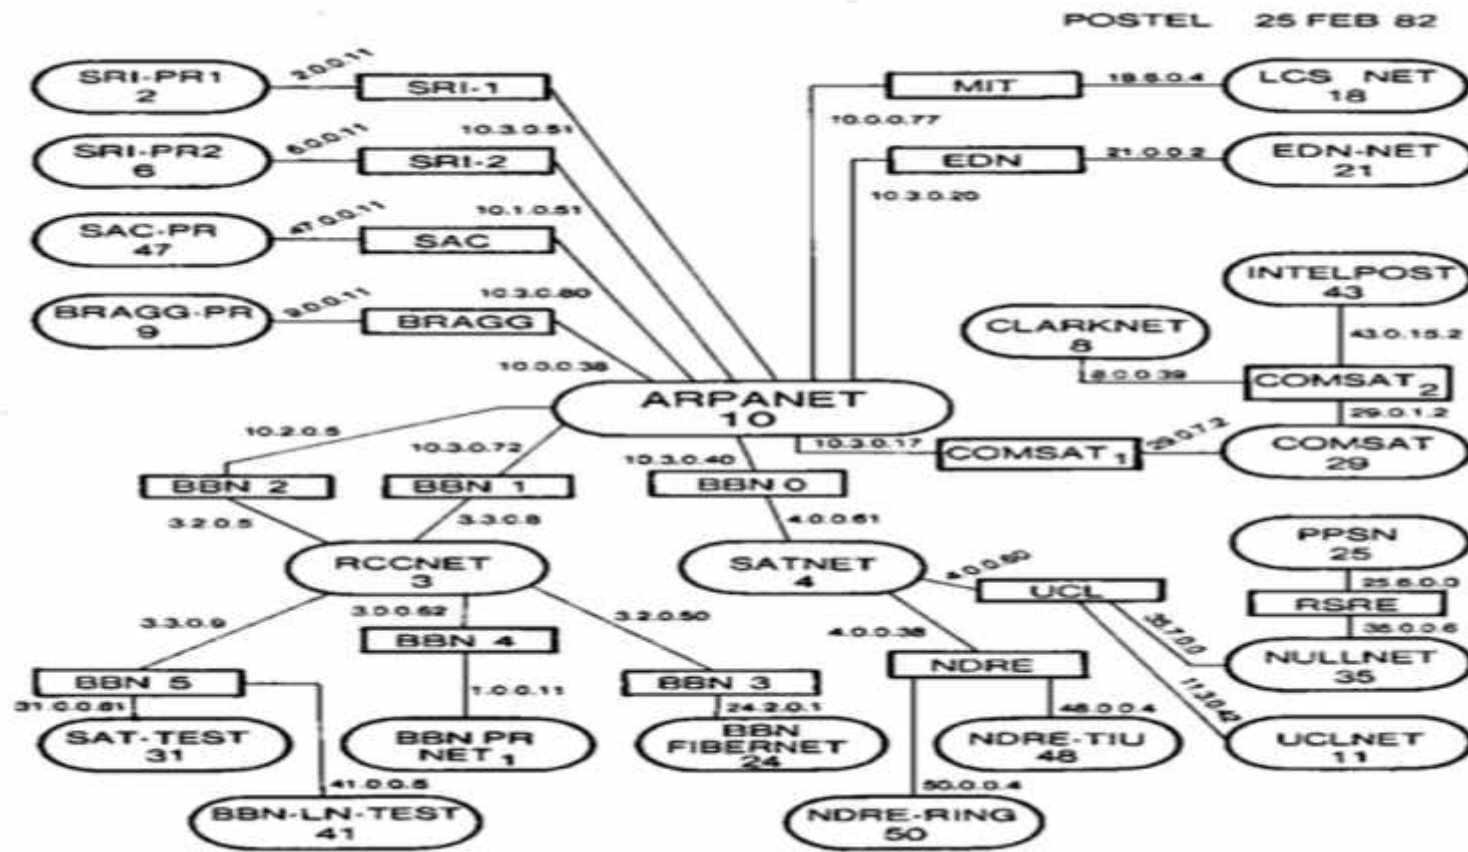 POSTEL 25 FEB 82
SRI-PR1
2
2.0.0.11
SRI-1
10.3.0.51
MIT
10.0.0.77
18.8.0.4
LCS NET
18
SRI-PR2
6
6.0.0.11
SRI-2
10.1.0.51
EDN
10.3.0.20
21.0.0.2
EDN-NET
21
SAC-PR
47
47.0.0.11
SAC
10.3.0.80
INTELPOST
43
43.0.15.2
BRAGG-PR
9
9.0.0.11
BRAGG
10.0.0.38
CLARKNET
8
8.0.0.39
COMSAT 2
29.0.1.2
ARPANET
10
10.3.0.17
COMSAT 1
29.0.7.2
COMSAT
29
10.2.0.5
10.3.0.72
10.3.0.40
BBN 2
BBN 1
BBN 0
3.2.0.5
3.3.0.8
4.0.0.61
RCCNET
3
SATNET
4
4.0.0.60
UCL
PPSN
25
25.6.0.0
RSRE
35.0.0.6
3.3.0.9
3.0.0.62
3.2.0.50
4.0.0.38
35.7.0.0
NULLNET
35
BBN 4
BBN 5
BBN 3
NDRE
31.0.0.81
1.0.0.11
24.2.0.1
48.0.0.4
11.3.0.42
SAT-TEST
31
BBN PR
NET 1
BBN
FIBERNET
24
NDRE-TIU
48
UCLNET
11
41.0.0.5
50.0.0.4
BBN-LN-TEST
41
NDRE-RING
50